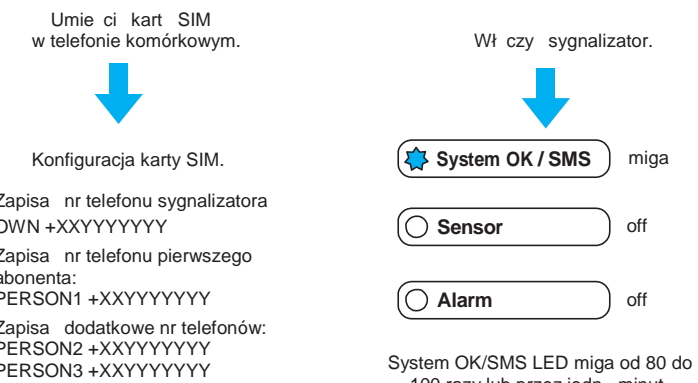 Umie ci kart SIM
w telefonie komórkowym.
Konfiguracja karty SIM.
Zapisa nr telefonu sygnalizatora
OWN +XXYYYYYYY
Zapisa nr telefonu pierwszego
abonenta:
PERSON1 +XXYYYYYYY
Zapisa dodatkowe nr telefonów:
PERSON2 +XXYYYYYYY
PERSON3 +XXYYYYYYY
Wł czy sygnalizator.
System OK / SMS miga
Sensor off
Alarm off
System OK/SMS LED miga od 80 do
100 razy lub przez jedn minut